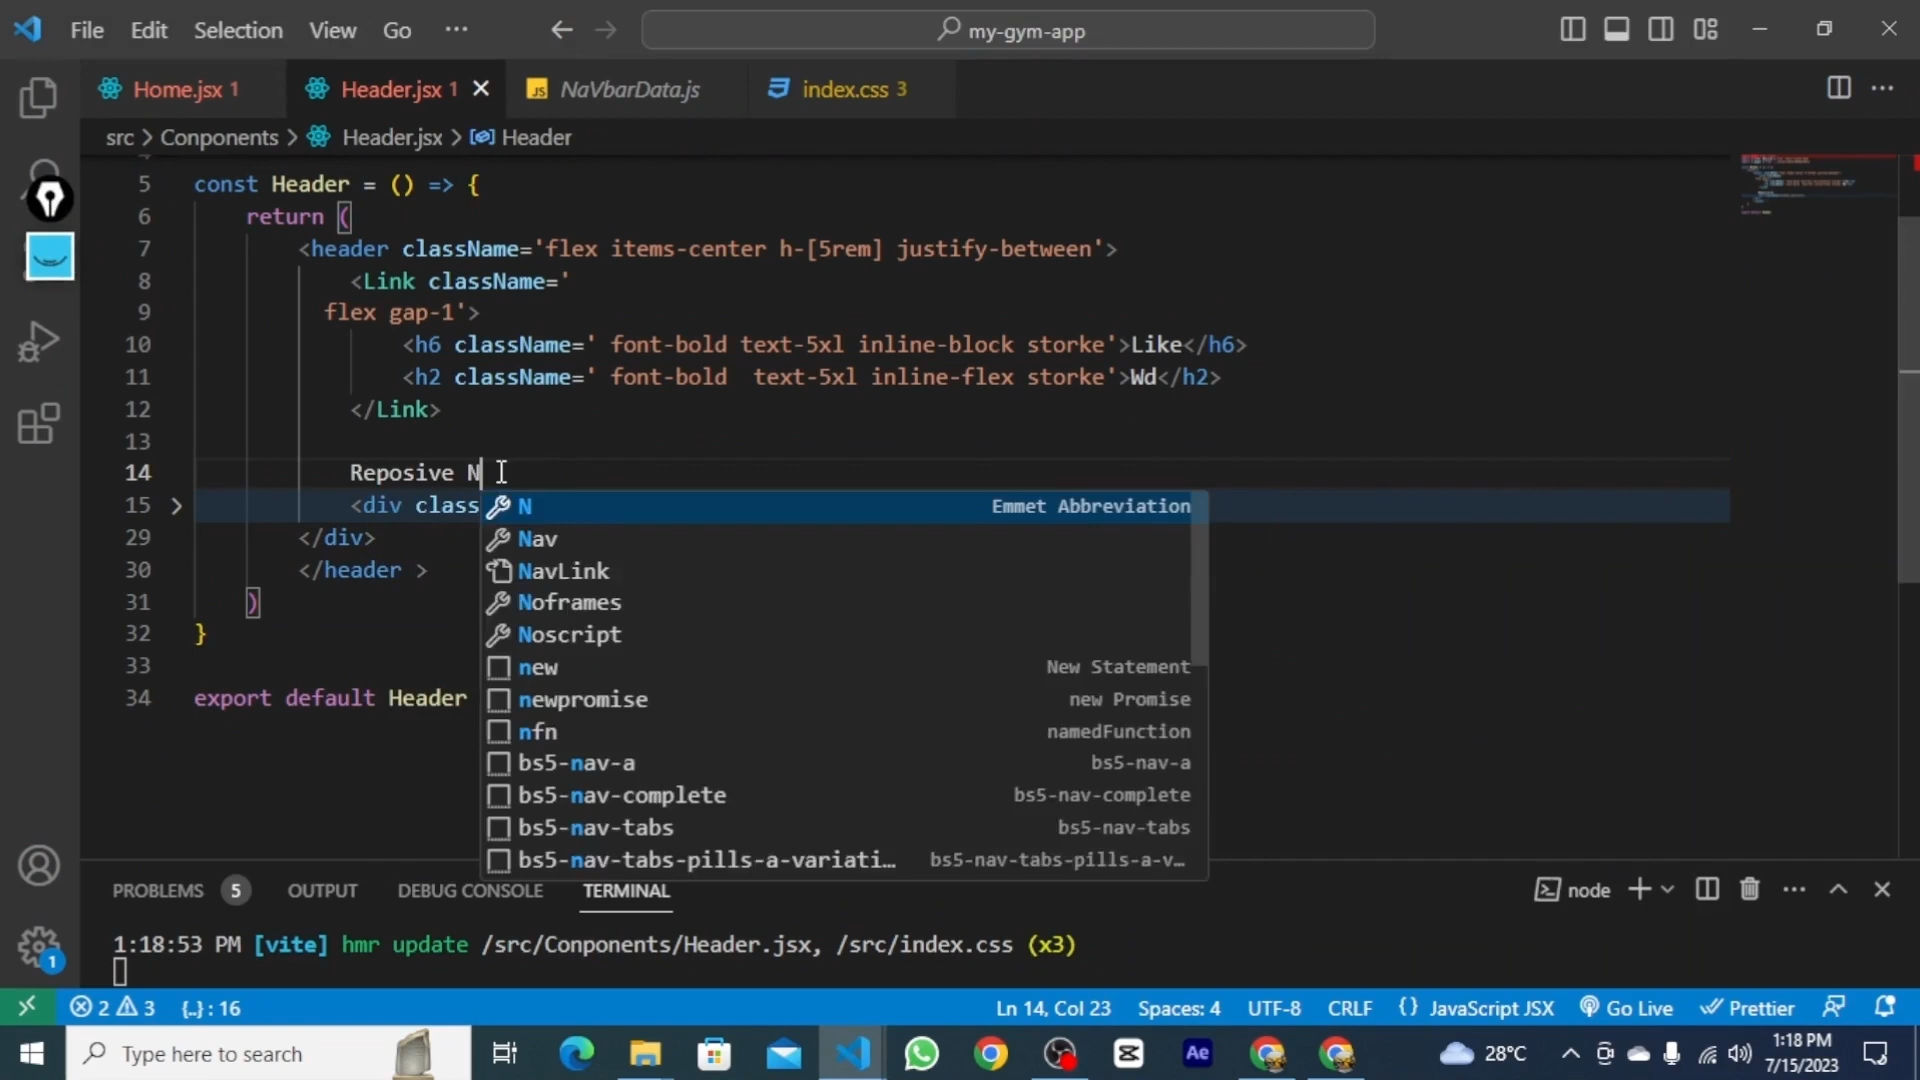 File Edit Selection View Go ··· my-gym-app
Home.jsx 1 Header.jsx 1 JS NaVbarData.js index.css 3
src > Conponents > Header.jsx > Header
5 const Header = () => {
6 return (
7 <header className='flex items-center h-[5rem] justify-between'>
8 <Link className='
9 flex gap-1'>
10 <h6 className=' font-bold text-5xl inline-block storke'>Like</h6>
11 <h2 className=' font-bold  text-5xl inline-flex storke'>Wd</h2>
12 </Link>
13
14 Reposive N
15 <div class
29 </div>
30 </header >
31 )
32 }
33
34 export default Header
N Emmet Abbreviation
Nav
NavLink
Noframes
Noscript
new New Statement
newpromise new Promise
nfn namedFunction
bs5-nav-a bs5-nav-a
bs5-nav-complete bs5-nav-complete
bs5-nav-tabs bs5-nav-tabs
bs5-nav-tabs-pills-a-variati… bs5-nav-tabs-pills-a-v…
PROBLEMS 5 OUTPUT DEBUG CONSOLE TERMINAL node
1:18:53 PM [vite] hmr update /src/Conponents/Header.jsx, /src/index.css (x3)
1
2 3 {..} : 16 Ln 14, Col 23 Spaces: 4 UTF-8 CRLF {} JavaScript JSX Go Live Prettier
Type here to search Ae 28°C 1:18 PM
7/15/2023